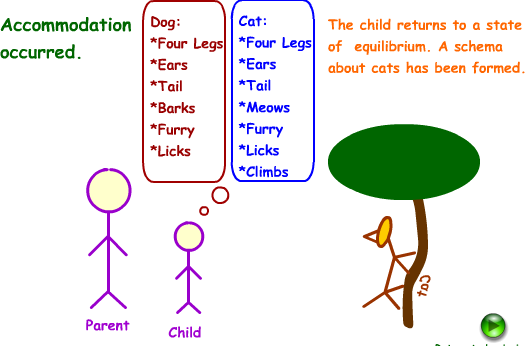 Accommodation
occurred.
Dog:
*Four Legs
*Ears
*Tail
*Barks
*Furry
*Licks
Cat:
*Four Legs
*Ears
*Tail
*Meows
*Furry
*Licks
*Climbs
The child returns to a state
of equilibrium. A schema
about cats has been formed.
Cat
Parent
Child